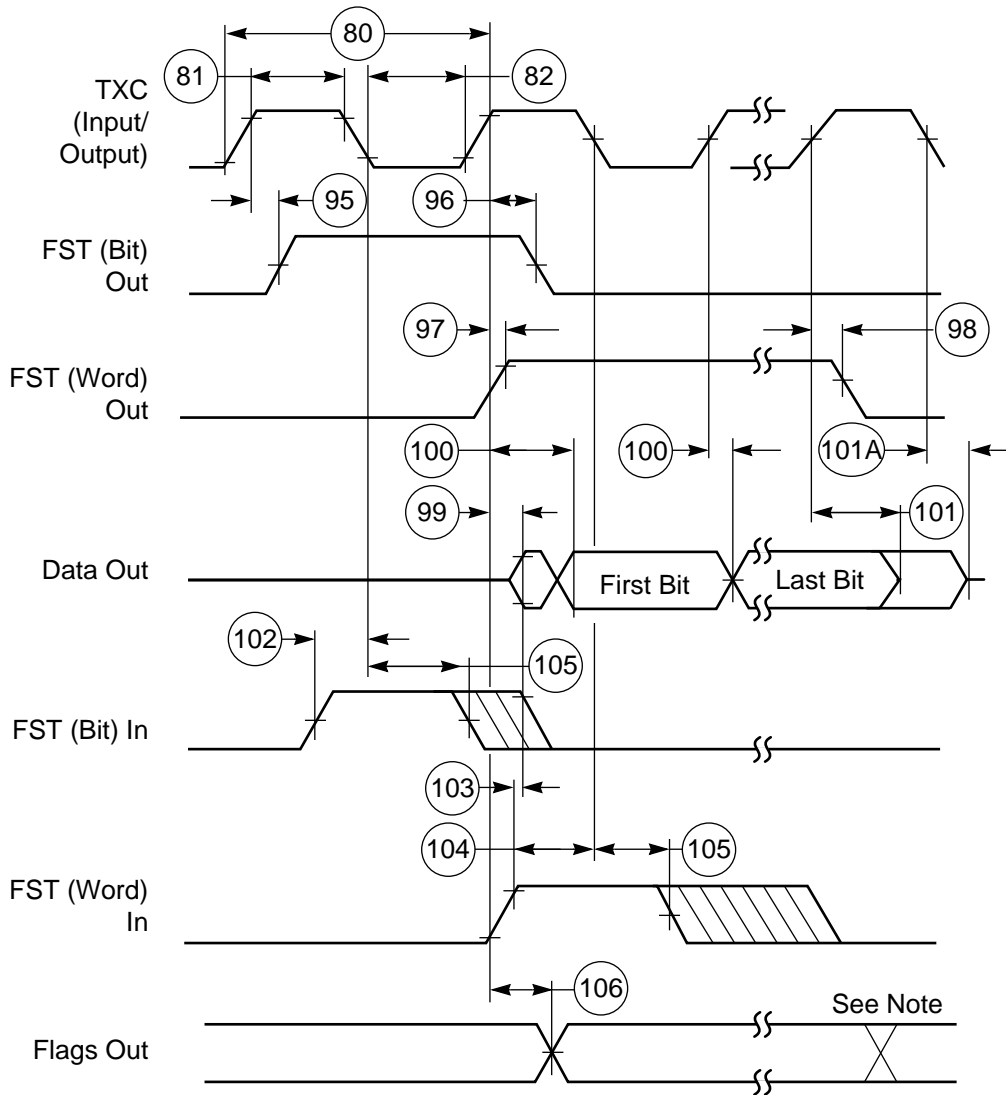 80
81
82
TXC
(Input/
Output)
95
96
FST (Bit)
Out
97
98
FST (Word)
Out
100
100
101A
99
101
Data Out
First Bit
Last Bit
102
105
FST (Bit) In
103
104
105
FST (Word)
In
106
See Note
Flags Out